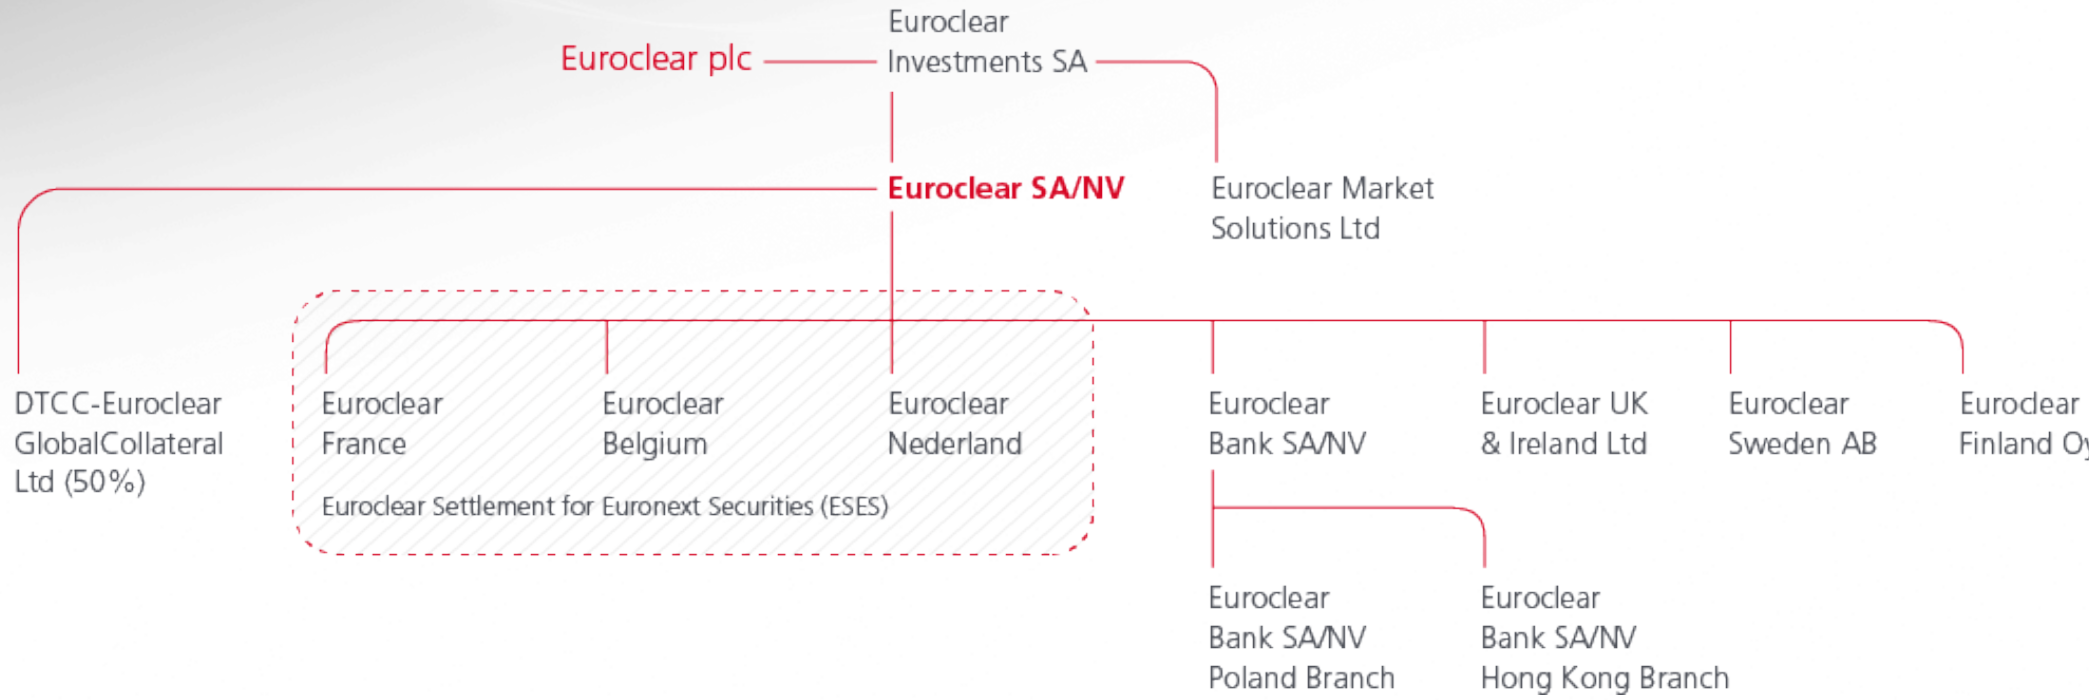 Euroclear
Investments SA
Euroclear plc
Euroclear SA/NV
Euroclear Market
Solutions Ltd
DTCC-Euroclear
GlobalCollateral
Ltd (50%)
Euroclear
France
Euroclear
Belgium
Euroclear
Nederland
Euroclear Settlement for Euronext Securities (ESES)
Euroclear
Bank SA/NV
Euroclear UK
& Ireland Ltd
Euroclear
Sweden AB
Euroclear
Finland Oy
Euroclear
Bank SA/NV
Poland Branch
Euroclear
Bank SA/NV
Hong Kong Branch